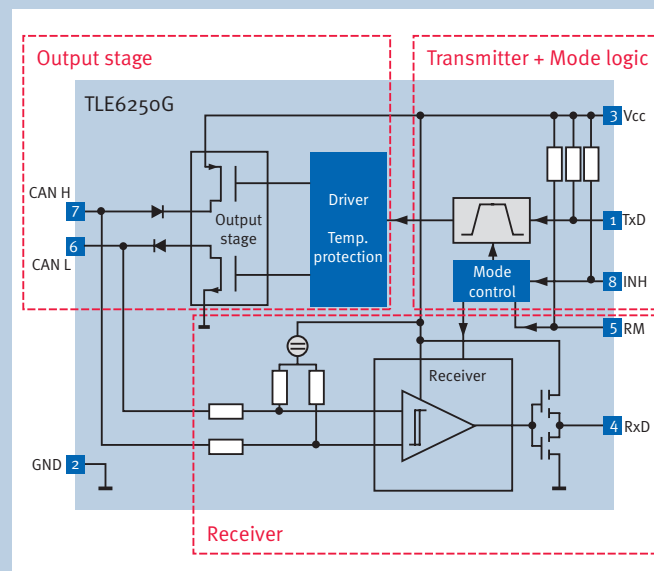 Output stage
Transmitter + Mode logic
TLE6250G
3 Vcc
CAN H
7
Output
stage
Driver
Temp.
protection
1 TxD
6
CAN L
Mode
control
8 INH
5 RM
Receiver
4 RxD
GND 2
Receiver